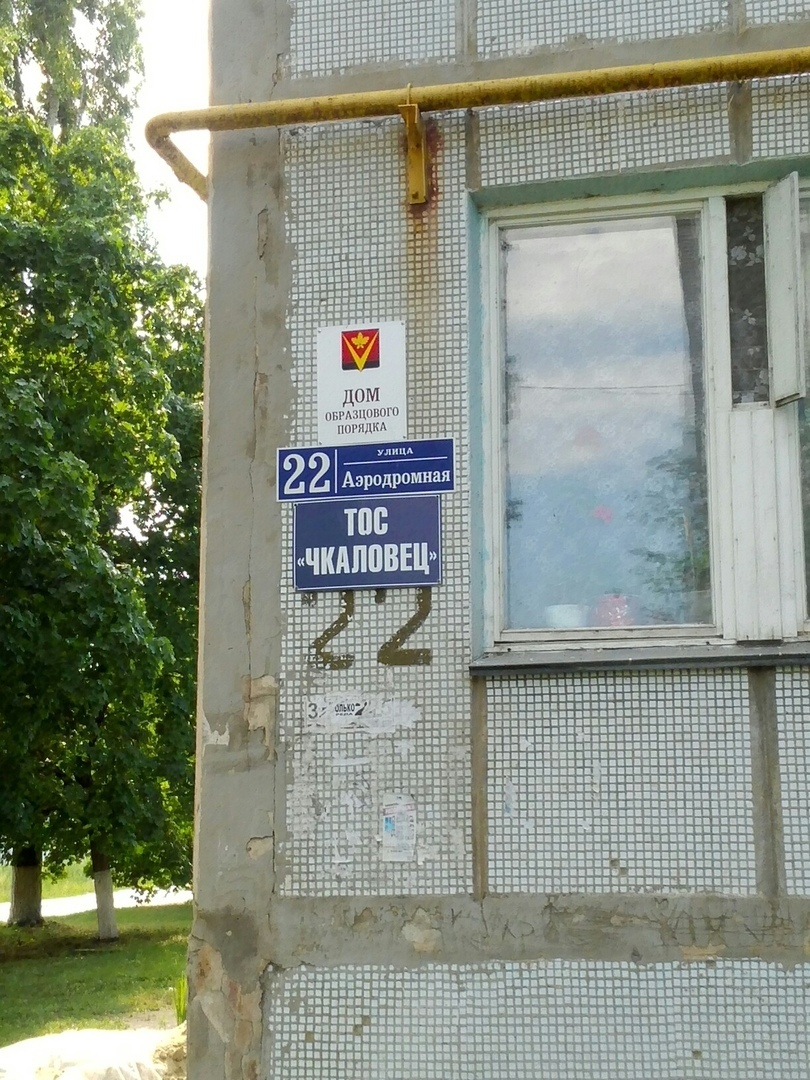 ДОМ
ОБРАЗЦОВОГО
ПОРЯДКА
22
УЛИЦА
Аэродромная
ТОС
«ЧКАЛОВЕЦ»
22